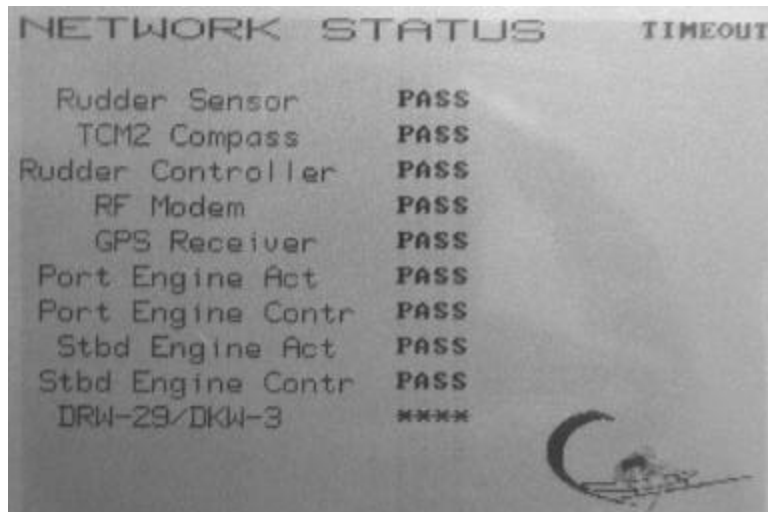 NETWORK STATUS TIMEOUT
Rudder Sensor PASS
TCM2 Compass PASS
Rudder Controller PASS
RF Modem PASS
GPS Receiver PASS
Port Engine Act PASS
Port Engine Contr PASS
Stbd Engine Act PASS
Stbd Engine Contr PASS
DRW-29/DKW-3 ****